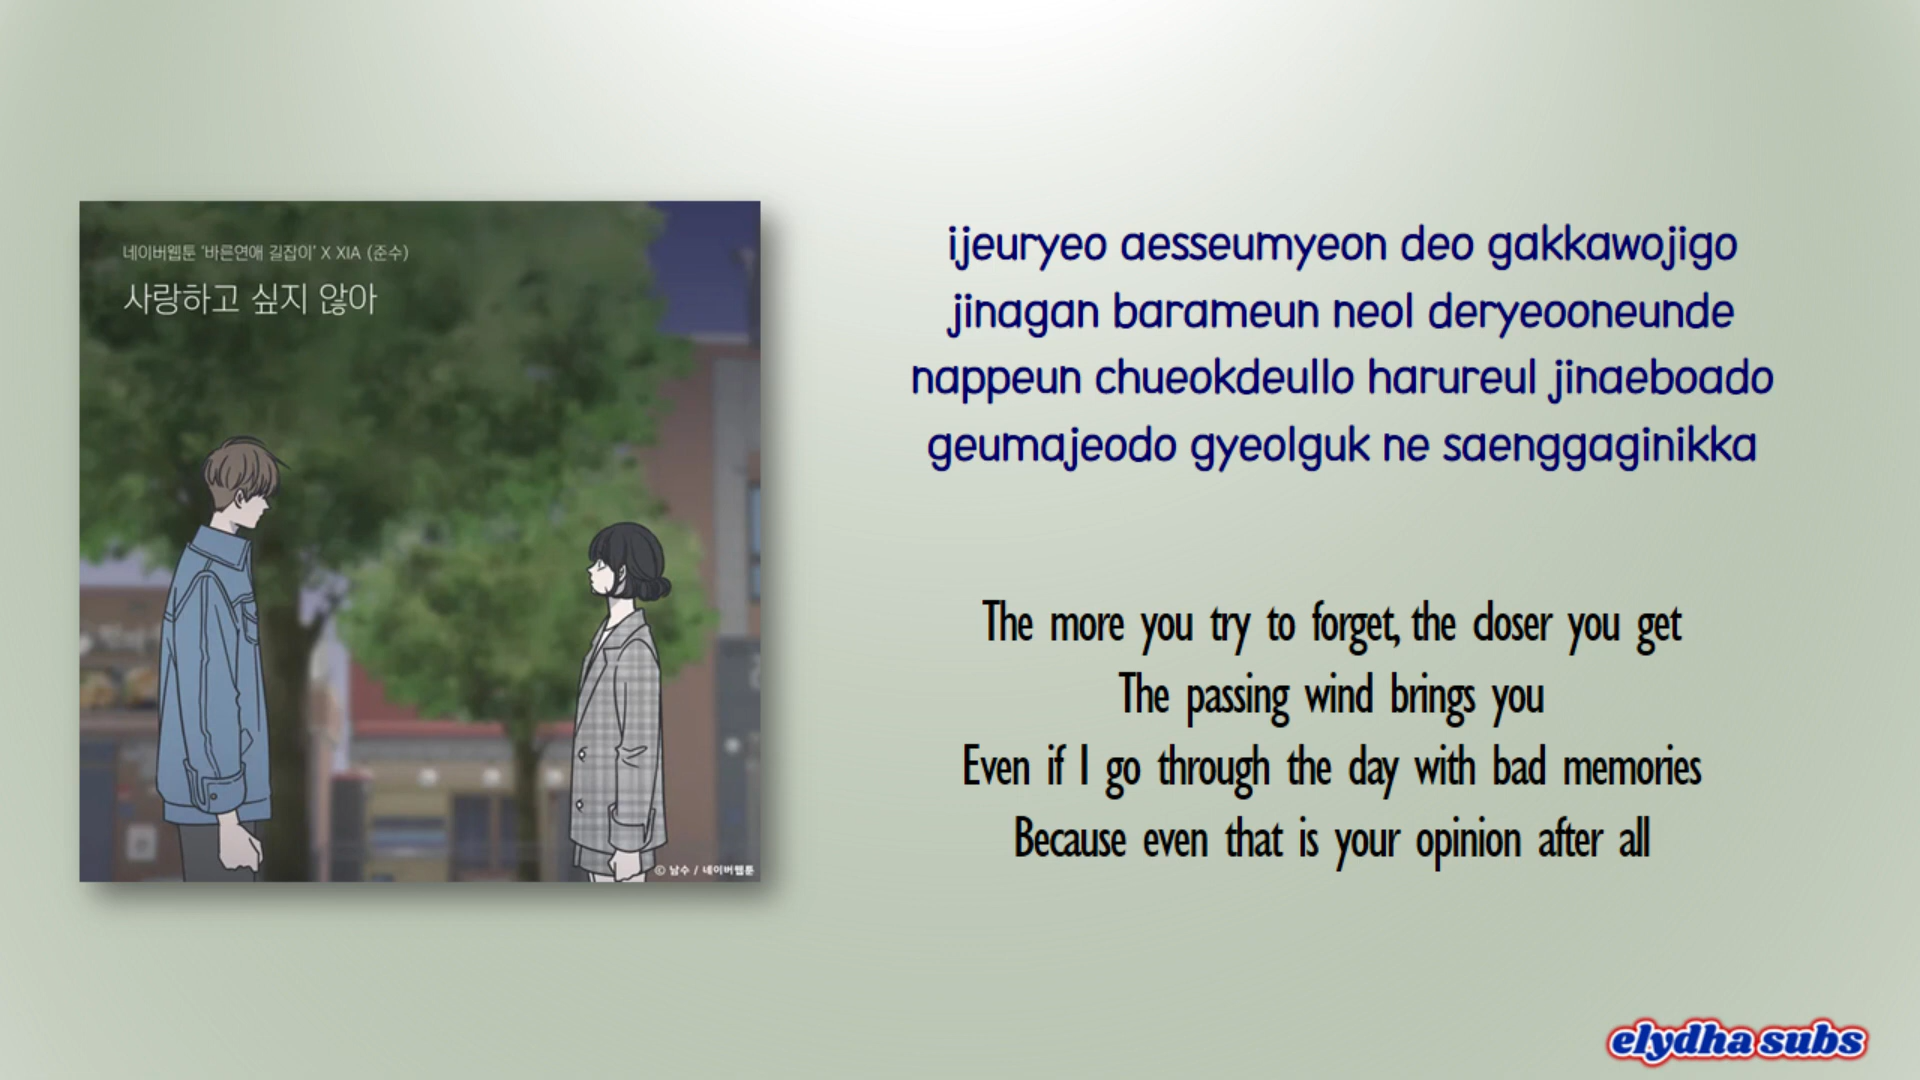 네이버웹툰 '바른연애 길잡이' X XIA (준수)
사랑하고 싶지 않아
© 남수 / 네이버웹툰
ijeuryeo aesseumyeon deo gakkawojigo
jinagan barameun neol deryeooneunde
nappeun chueokdeullo harureul jinaeboado
geumajeodo gyeolguk ne saenggaginikka
The more you try to forget, the closer you get
The passing wind brings you
Even if I go through the day with bad memories
Because even that is your opinion after all
elydha subs